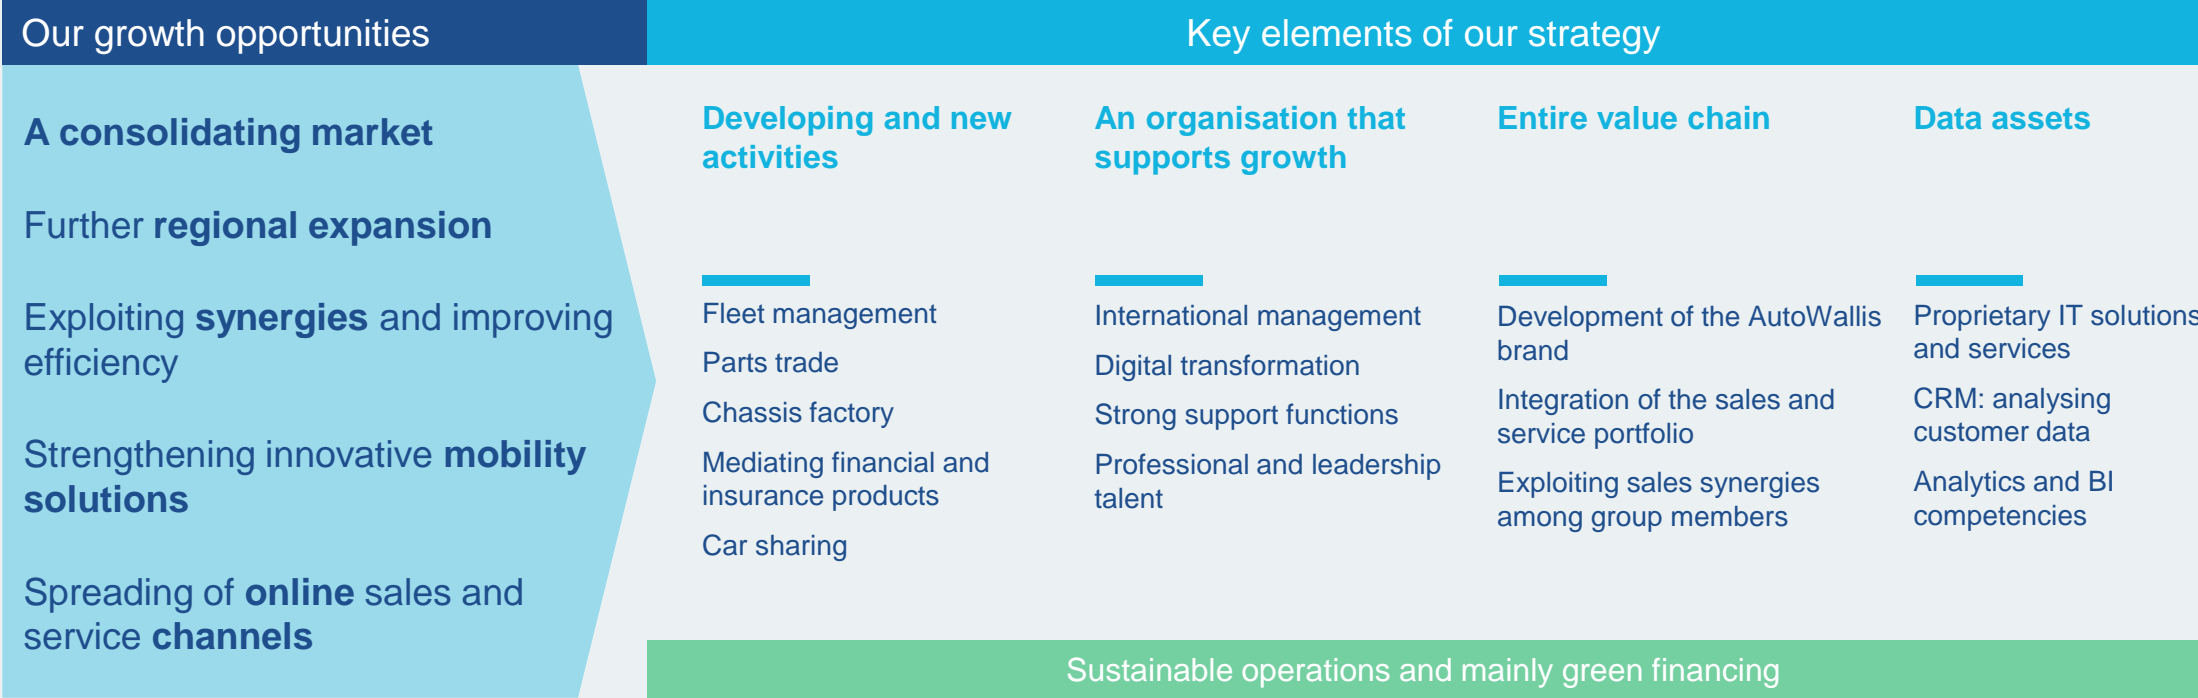 Our growth opportunities
Key elements of our strategy
A consolidating market
Further regional expansion
Exploiting synergies and improving
efficiency
Strengthening innovative mobility
solutions
Spreading of online sales and
service channels
Developing and new
activities
Fleet management
Parts trade
Chassis factory
Mediating financial and
insurance products
Car sharing
An organisation that
supports growth
International management
Digital transformation
Strong support functions
Professional and leadership
talent
Entire value chain
Development of the AutoWallis
brand
Integration of the sales and
service portfolio
Exploiting sales synergies
among group members
Data assets
Proprietary IT solutions
and services
CRM: analysing
customer data
Analytics and BI
competencies
Sustainable operations and mainly green financing